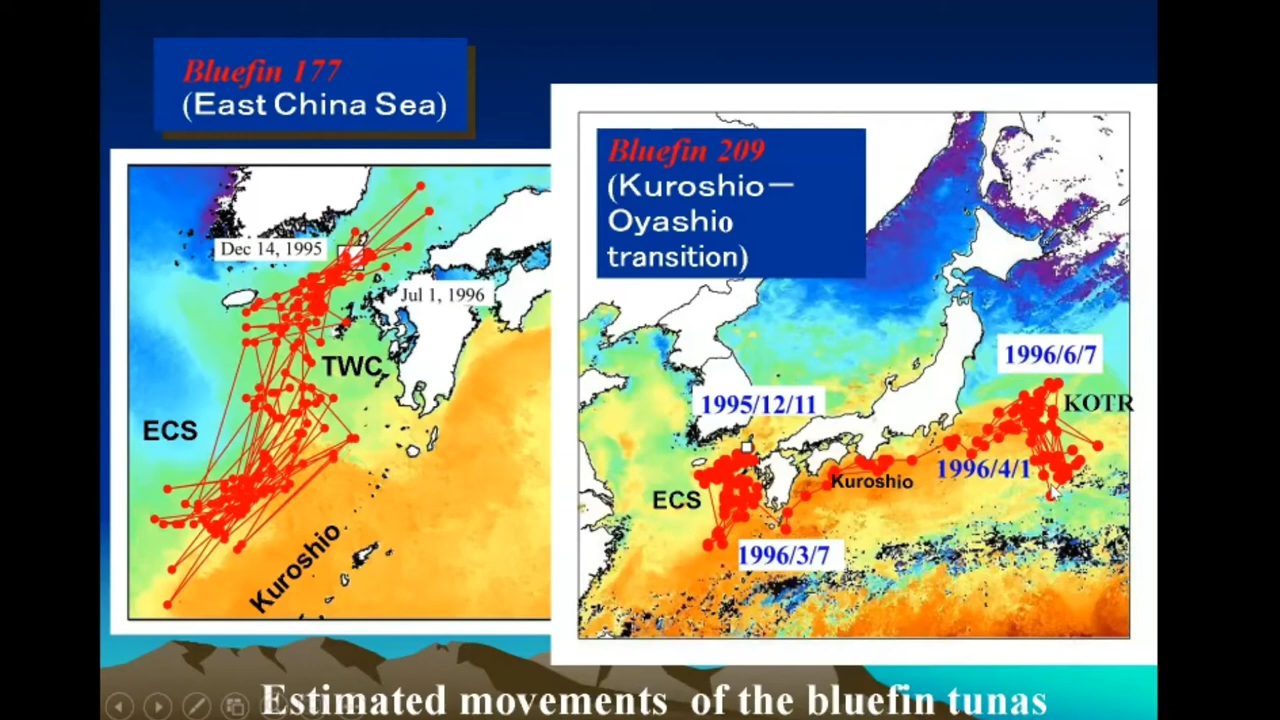 Bluefin 177
(East China Sea)
Dec 14, 1995
Jul 1, 1996
TWC
ECS
Kuroshio
Bluefin 209
(Kuroshio－
Oyashio
transition)
1996/6/7
1995/12/11
KOTR
1996/4/1
Kuroshio
ECS
1996/3/7
Estimated movements of the bluefin tunas